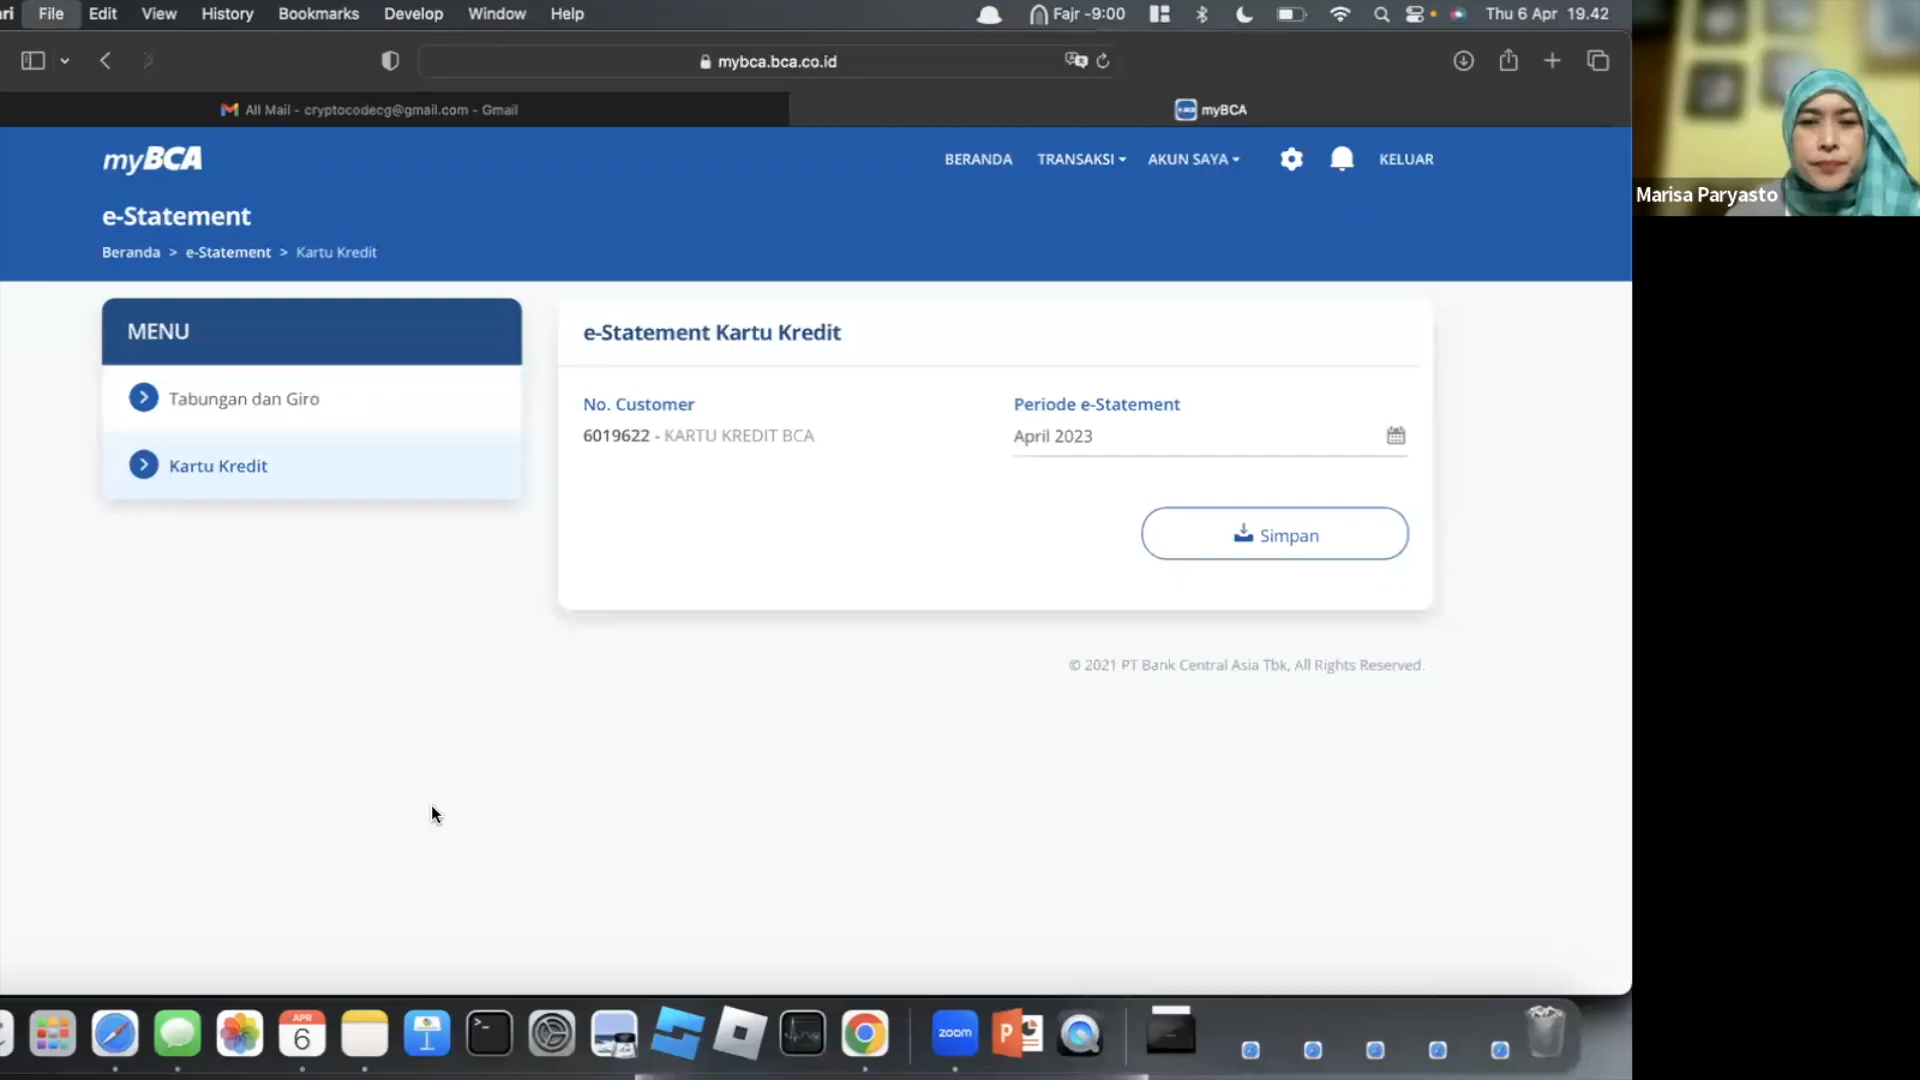 ri File Edit View History Bookmarks Develop Window Help Fajr -9:00 Thu 6 Apr 19.42
mybca.bca.co.id
All Mail - cryptocodecg@gmail.com - Gmail
myBCA
myBCA
BERANDA TRANSAKSI AKUN SAYA KELUAR
e-Statement
Beranda > e-Statement > Kartu Kredit
MENU
Tabungan dan Giro
Kartu Kredit
e-Statement Kartu Kredit
No. Customer
6019622 - KARTU KREDIT BCA
Periode e-Statement
April 2023
Simpan
© 2021 PT Bank Central Asia Tbk, All Rights Reserved.
Marisa Paryasto
APR
6
zoom
P